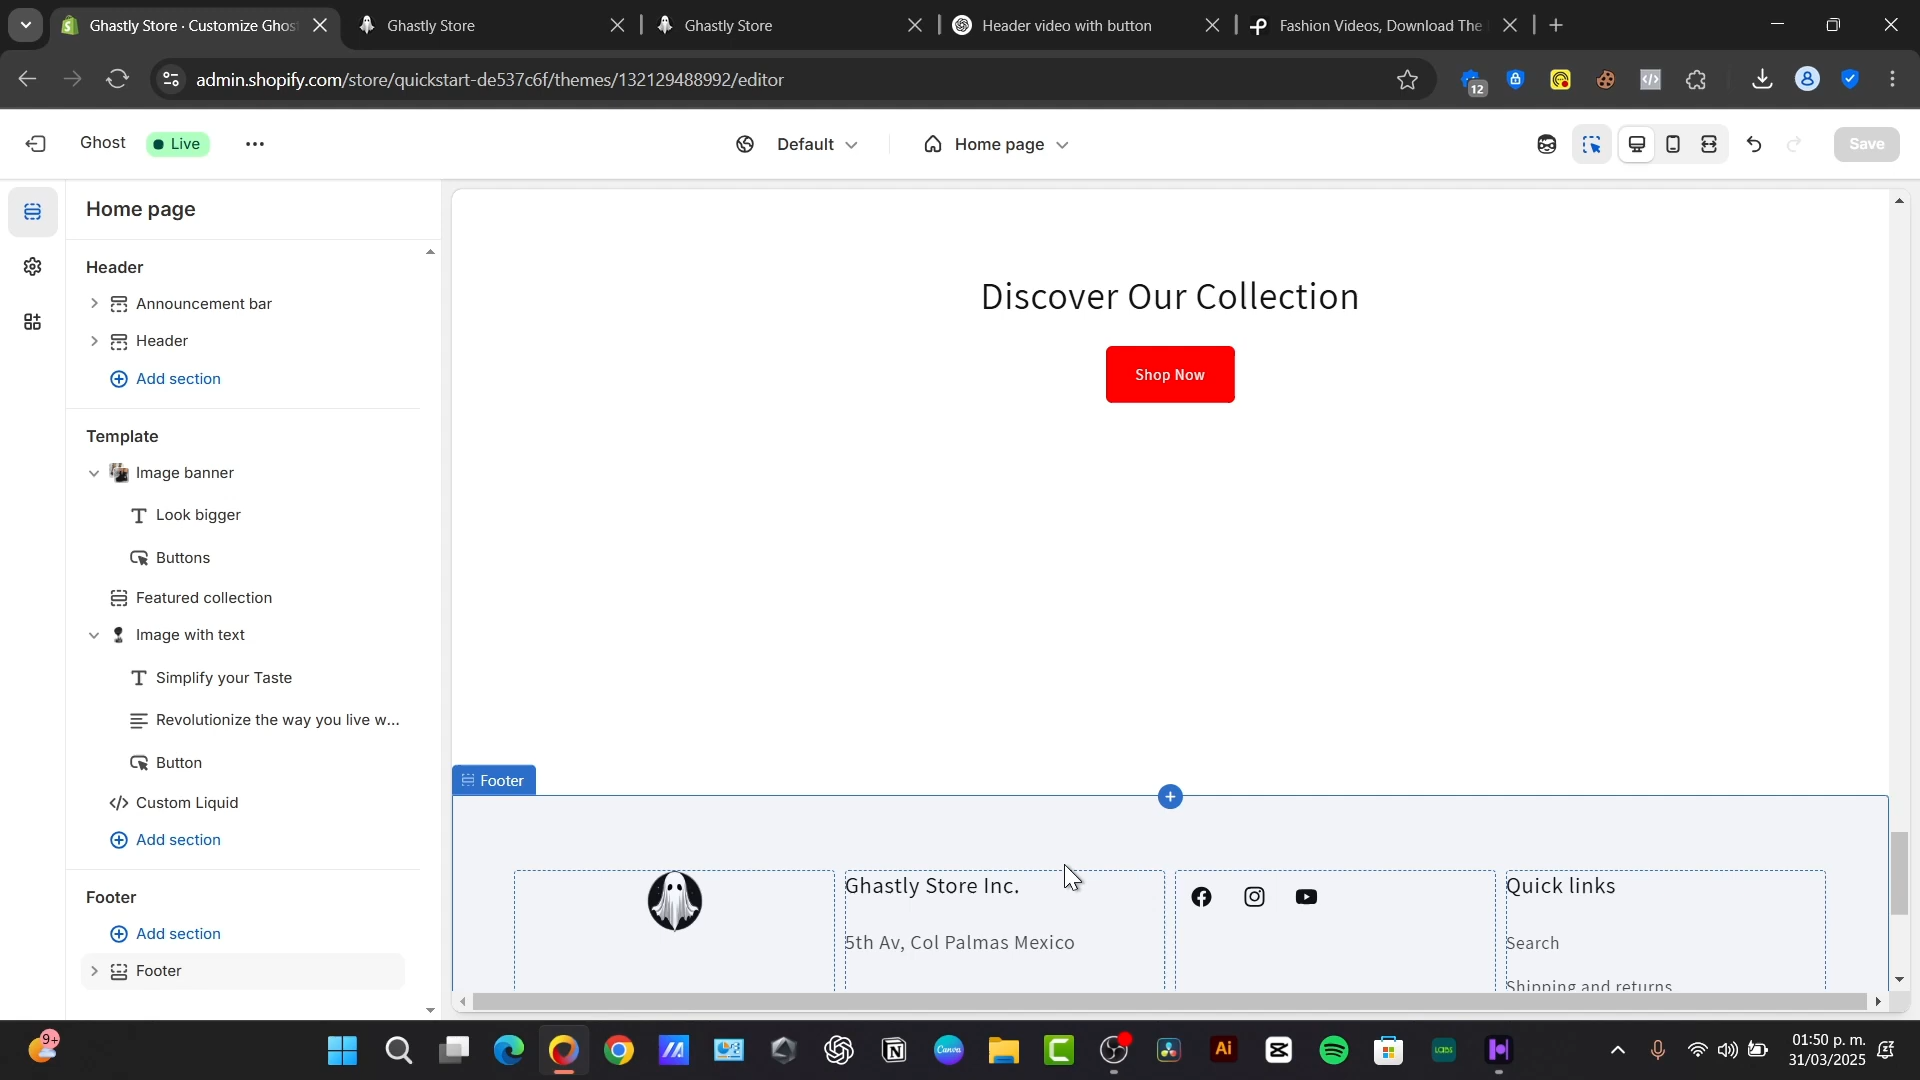 Ghastly Store · Customize Ghos
Ghastly Store
Ghastly Store
Header video with button
Fashion Videos, Download The
admin.shopify.com/store/quickstart-de537c6f/themes/132129488992/editor
12
Ghost
Live
Default
Home page
Save
Home page
Header
Announcement bar
Header
Add section
Template
Image banner
Look bigger
Buttons
Featured collection
Image with text
Simplify your Taste
Revolutionize the way you live w...
Button
Custom Liquid
Add section
Footer
Add section
Footer
Discover Our Collection
Shop Now
Footer
Ghastly Store Inc.
5th Av, Col Palmas Mexico
Quick links
Search
Shipping and returns
9+
Canva
Ai
LABS
01:50 p. m.
31/03/2025